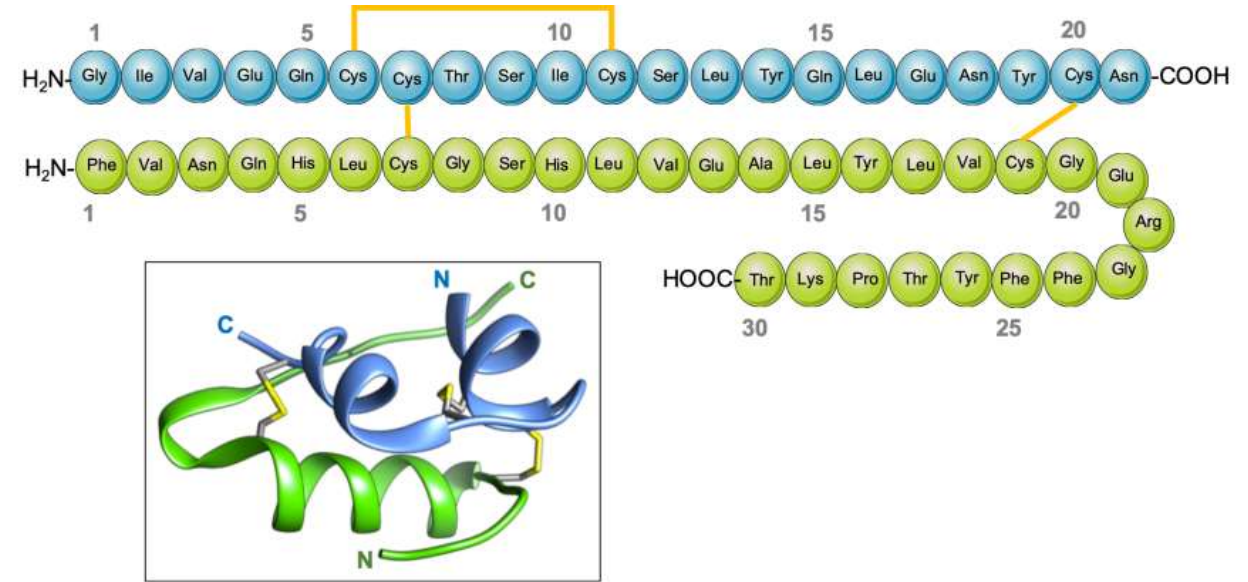 1 5 10 15 20
H₂N- Gly Ile Val Glu Gln Cys Cys Thr Ser Ile Cys Ser Leu Tyr Gln Leu Glu Asn Tyr Cys Asn -COOH
H₂N- Phe Val Asn Gln His Leu Cys Gly Ser His Leu Val Glu Ala Leu Tyr Leu Val Cys Gly Glu
1 5 10 15 20
Arg
HOOC- Thr Lys Pro Thr Tyr Phe Phe Gly
30 25
N C
C
N